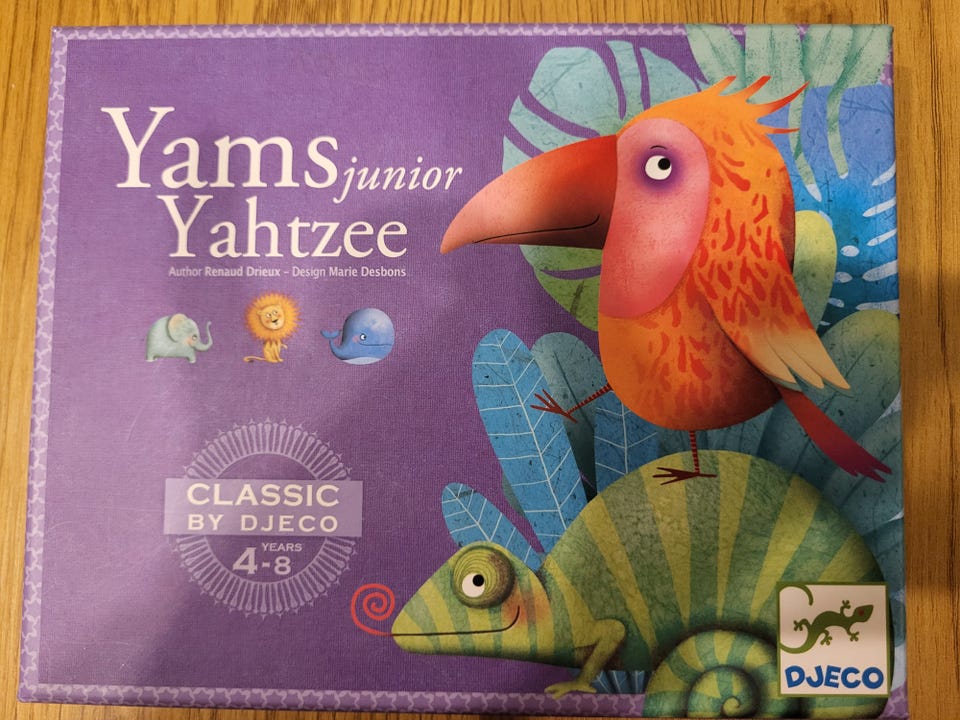 Yams junior
Yahtzee
Author Renaud Drieux - Design Marie Desbons
CLASSIC
BY DJECO
YEARS
4-8
DJECO